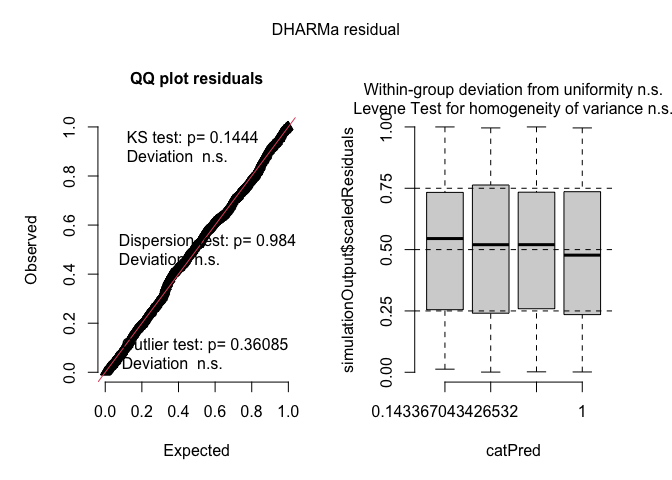 DHARMa residual
QQ plot residuals
KS test: p= 0.1444
Deviation n.s.
Dispersion test: p= 0.984
Deviation n.s.
Outlier test: p= 0.36085
Deviation n.s.
Observed
0.0 0.2 0.4 0.6 0.8 1.0
0.0 0.2 0.4 0.6 0.8 1.0
Expected
Within-group deviation from uniformity n.s.
Levene Test for homogeneity of variance n.s.
simulationOutput$scaledResiduals
0.00 0.25 0.50 0.75 1.00
0.143367043426532 1
catPred